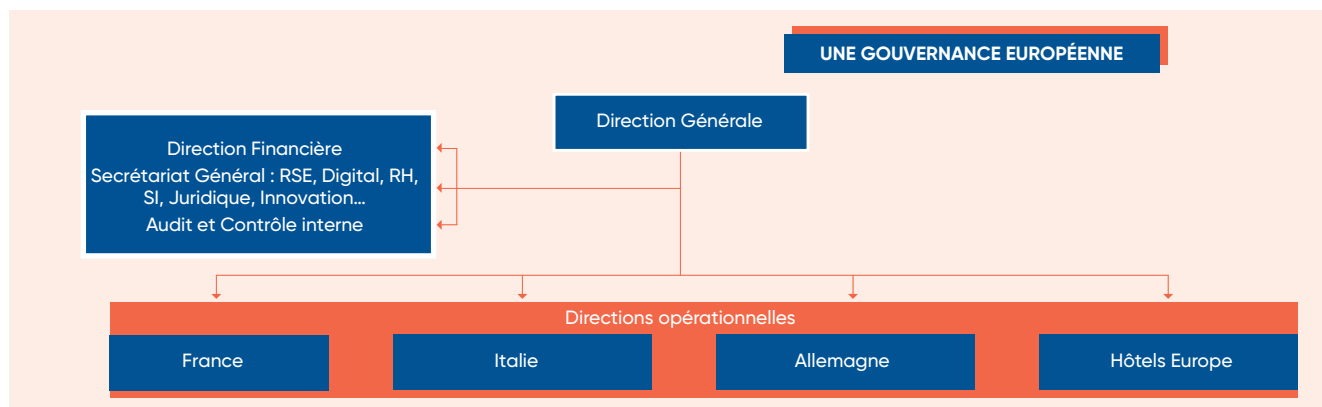 UNE GOUVERNANCE EUROPÉENNE
Direction Générale
Direction Financière
Secrétariat Général : RSE, Digital, RH,
SI, Juridique, Innovation…
Audit et Contrôle interne
Directions opérationnelles
France
Italie
Allemagne
Hôtels Europe